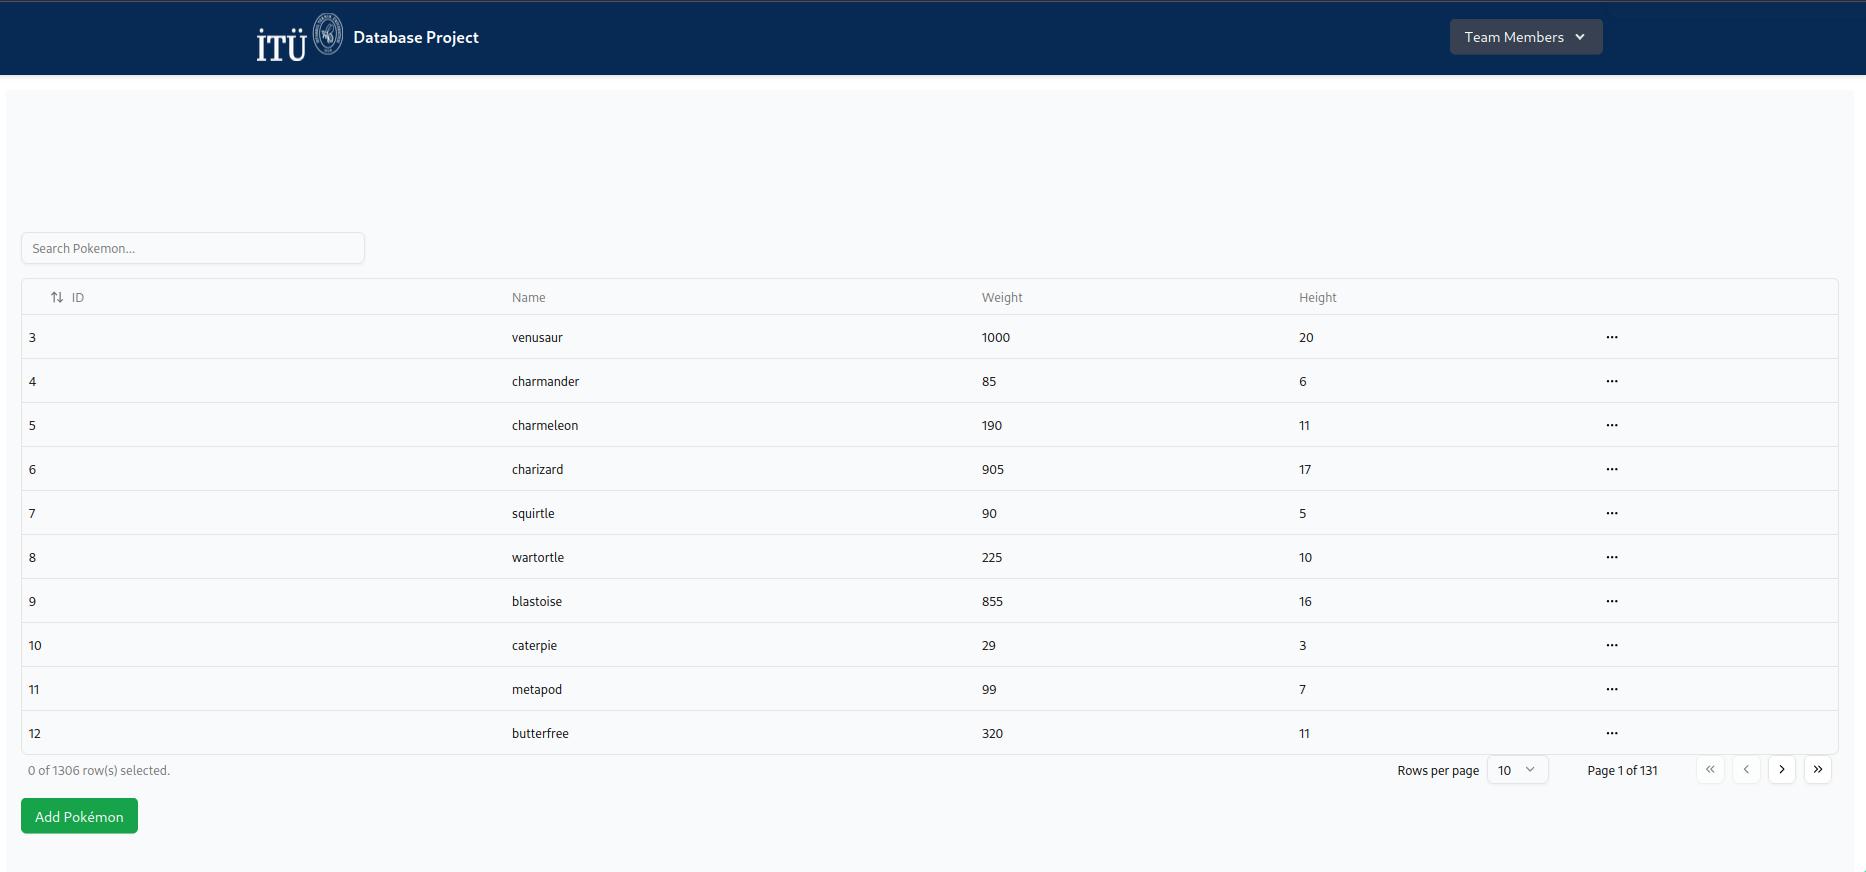 İTÜ Database Project Team Members
Search Pokemon...
ID Name Weight Height
3 venusaur 1000 20 ...
4 charmander 85 6 ...
5 charmeleon 190 11 ...
6 charizard 905 17 ...
7 squirtle 90 5 ...
8 wartortle 225 10 ...
9 blastoise 855 16 ...
10 caterpie 29 3 ...
11 metapod 99 7 ...
12 butterfree 320 11 ...
0 of 1306 row(s) selected. Rows per page 10 Page 1 of 131
Add Pokémon